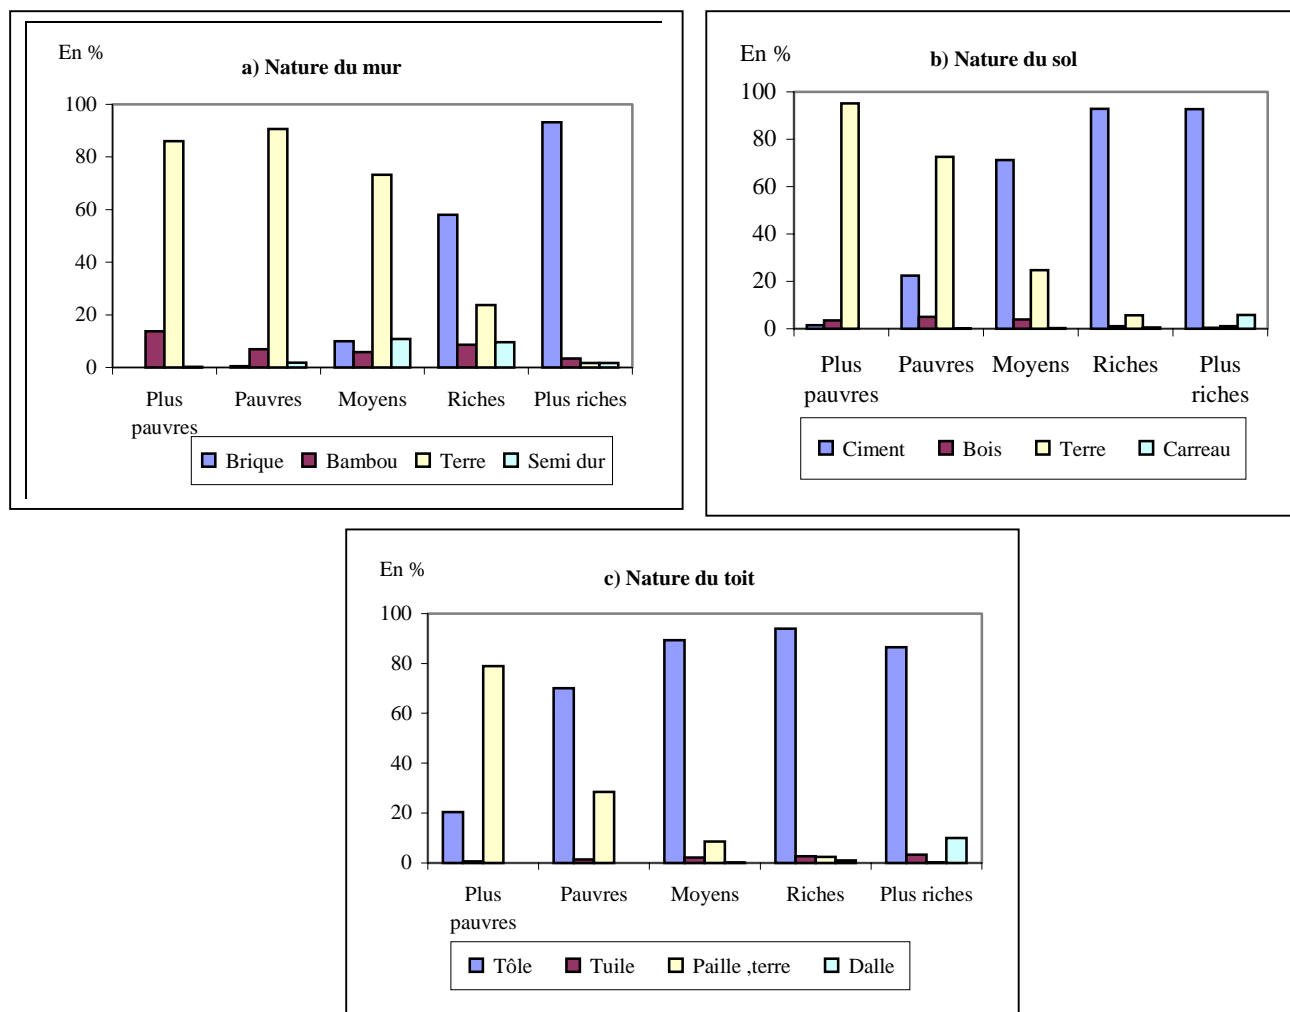 En %
a) Nature du mur
100
80
60
40
20
0
Plus pauvres
Pauvres
Moyens
Riches
Plus riches
Brique
Bambou
Terre
Semi dur
En %
b) Nature du sol
100
80
60
40
20
0
Plus pauvres
Pauvres
Moyens
Riches
Plus riches
Ciment
Bois
Terre
Carreau
En %
c) Nature du toit
100
80
60
40
20
0
Plus pauvres
Pauvres
Moyens
Riches
Plus riches
Tôle
Tuile
Paille ,terre
Dalle